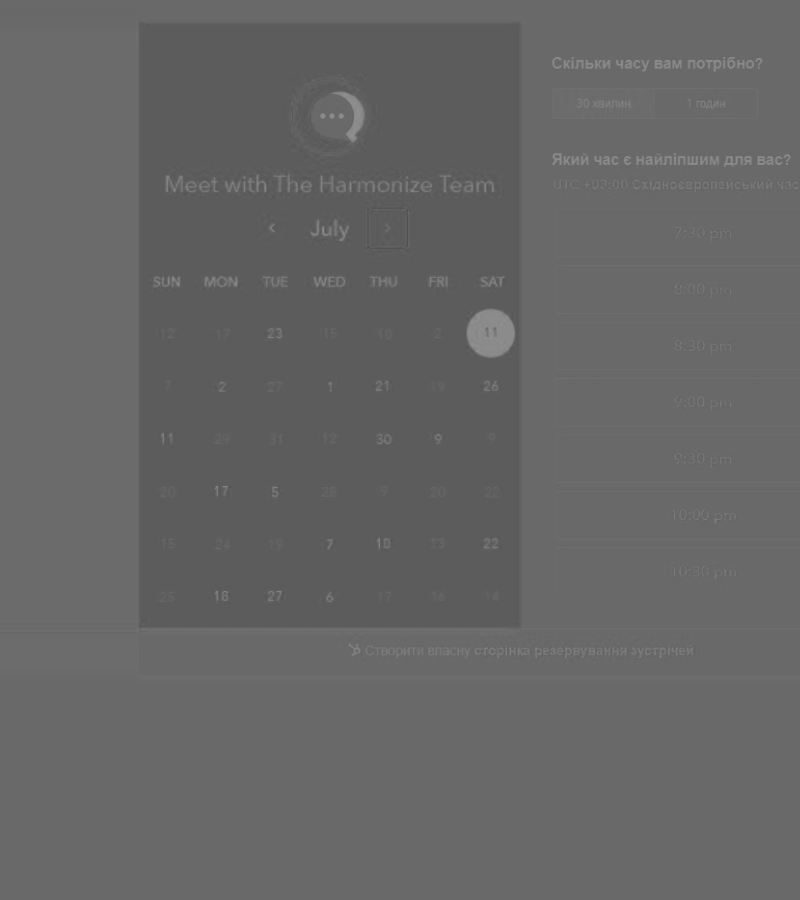 Meet with The Harmonize Team
July
SUN MON TUE WED THU FRI SAT
12 17 23 15 10 2 11
7 2 27 1 21 19 26
11 29 31 12 30 9 9
30 17 5 28 9 20 22
15 24 19 7 10 13 22
25 18 27 6 17 16 14
Скільки часу вам потрібно?
30 хвилин 1 годин
Який час є найліпшим для вас?
UTC +03:00 Східноєвропейський час
7:30 pm
8:00 pm
8:30 pm
9:00 pm
9:30 pm
10:00 pm
10:30 pm
Створити власну сторінка резервування зустрічей